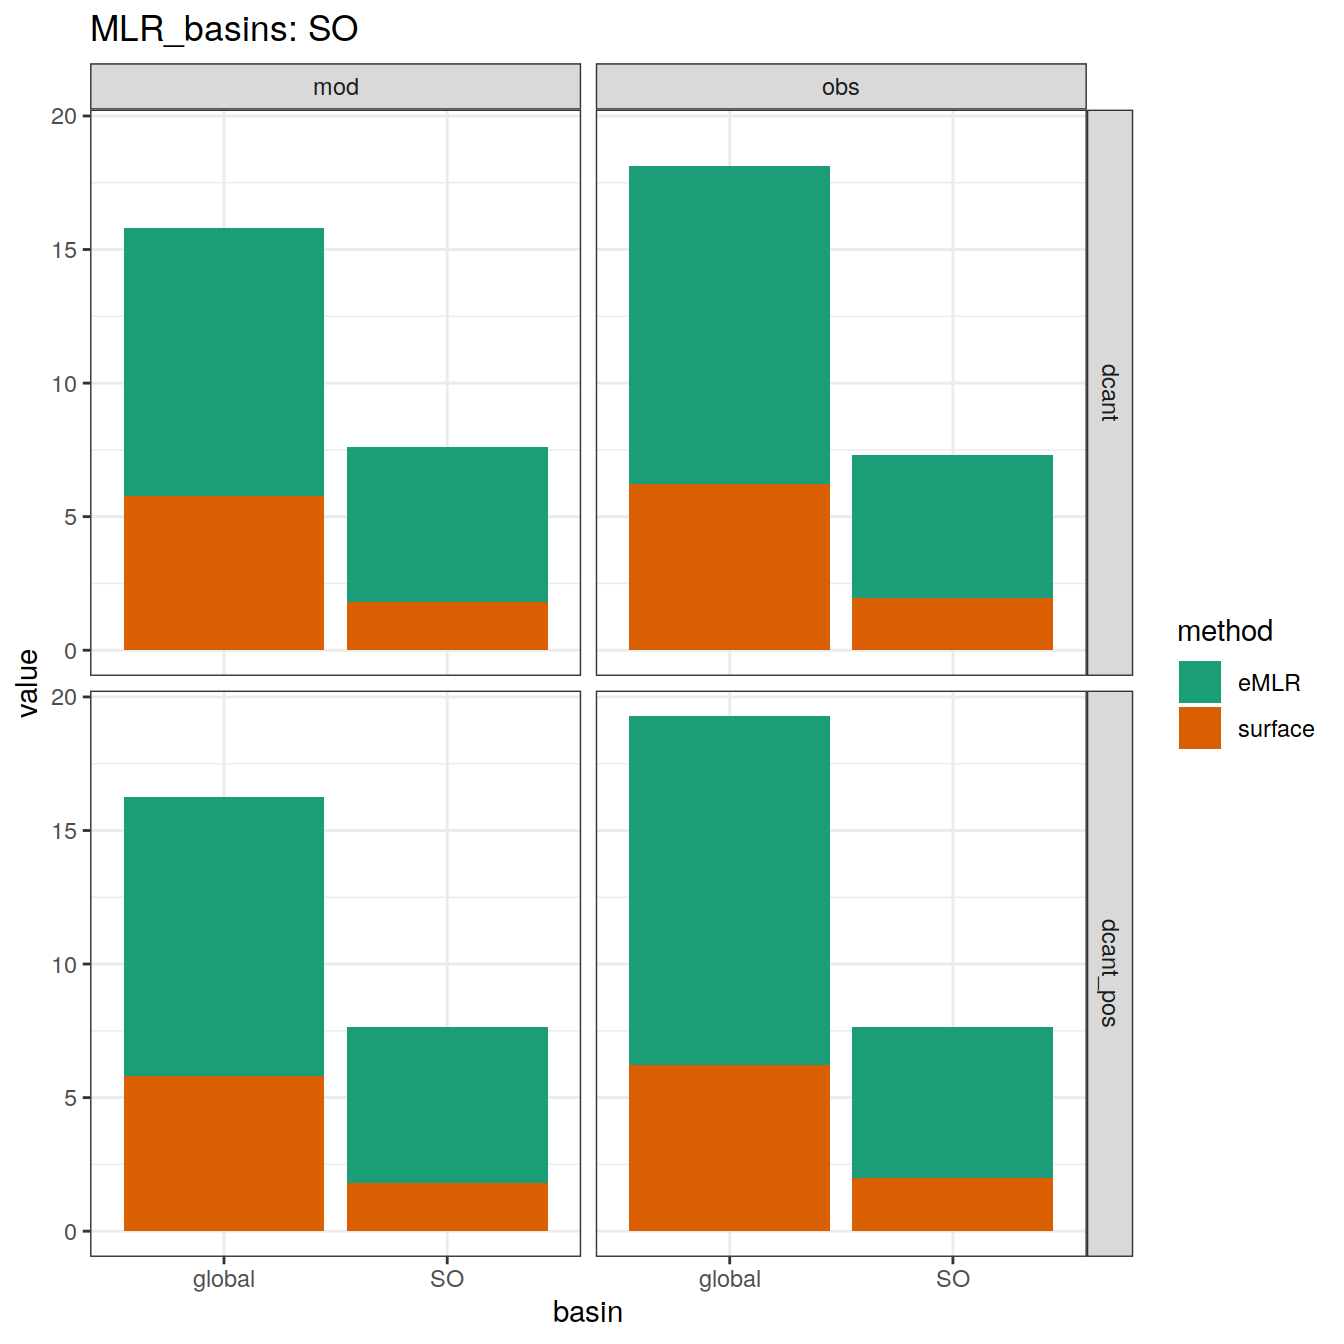 MLR_basins: SO
mod
obs
20
15
10
5
0
dcant
20
15
10
5
0
dcant_pos
value
global
SO
global
SO
basin
method
eMLR
surface